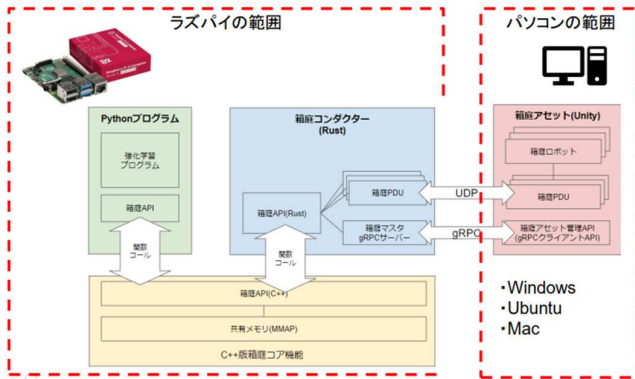 ラズパイの範囲
パソコンの範囲
Pythonプログラム
強化学習
プログラム
箱庭API
箱庭コンダクター
(Rust)
箱庭API(Rust)
箱庭PDU
箱庭マスタ
gRPCサーバー
箱庭アセット(Unity)
箱庭ロボット
箱庭PDU
箱庭アセット管理API
(gRPCクライアントAPI)
UDP
gRPC
関数
コール
関数
コール
箱庭API(C++)
共有メモリ(MMAP)
C++版箱庭コア機能
・Windows
・Ubuntu
・Mac